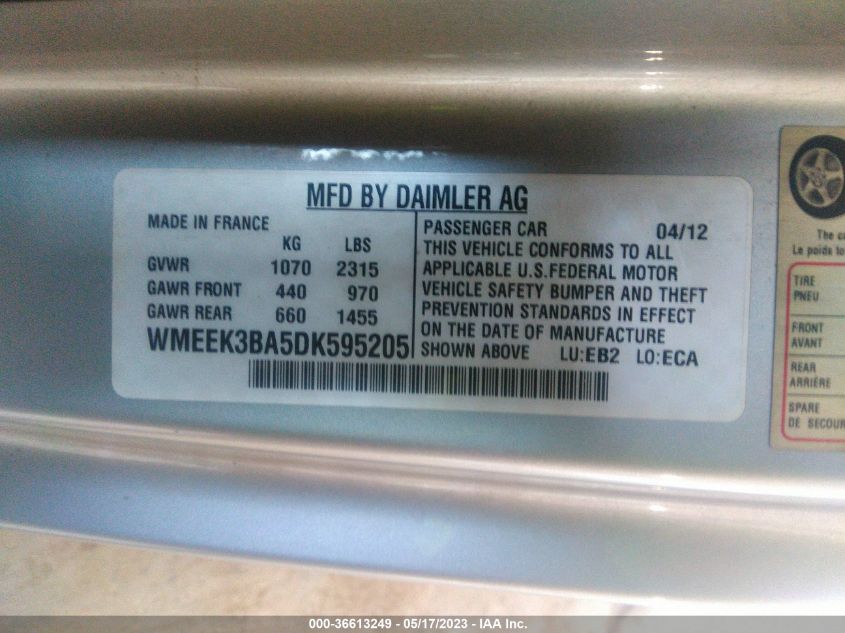 MFD BY DAIMLER AG
MADE IN FRANCE
KG LBS
GVWR 1070 2315
GAWR FRONT 440 970
GAWR REAR 660 1455
WMEEK3BA5DK595205
PASSENGER CAR 04/12
THIS VEHICLE CONFORMS TO ALL
APPLICABLE U.S.FEDERAL MOTOR
VEHICLE SAFETY BUMPER AND THEFT
PREVENTION STANDARDS IN EFFECT
ON THE DATE OF MANUFACTURE
SHOWN ABOVE LU:EB2 LO:ECA
The
Le poids
TIRE
PNEU
FRONT
AVANT
REAR
ARRIÈRE
SPARE
DE SECOUR
000-36613249 - 05/17/2023 - IAA Inc.